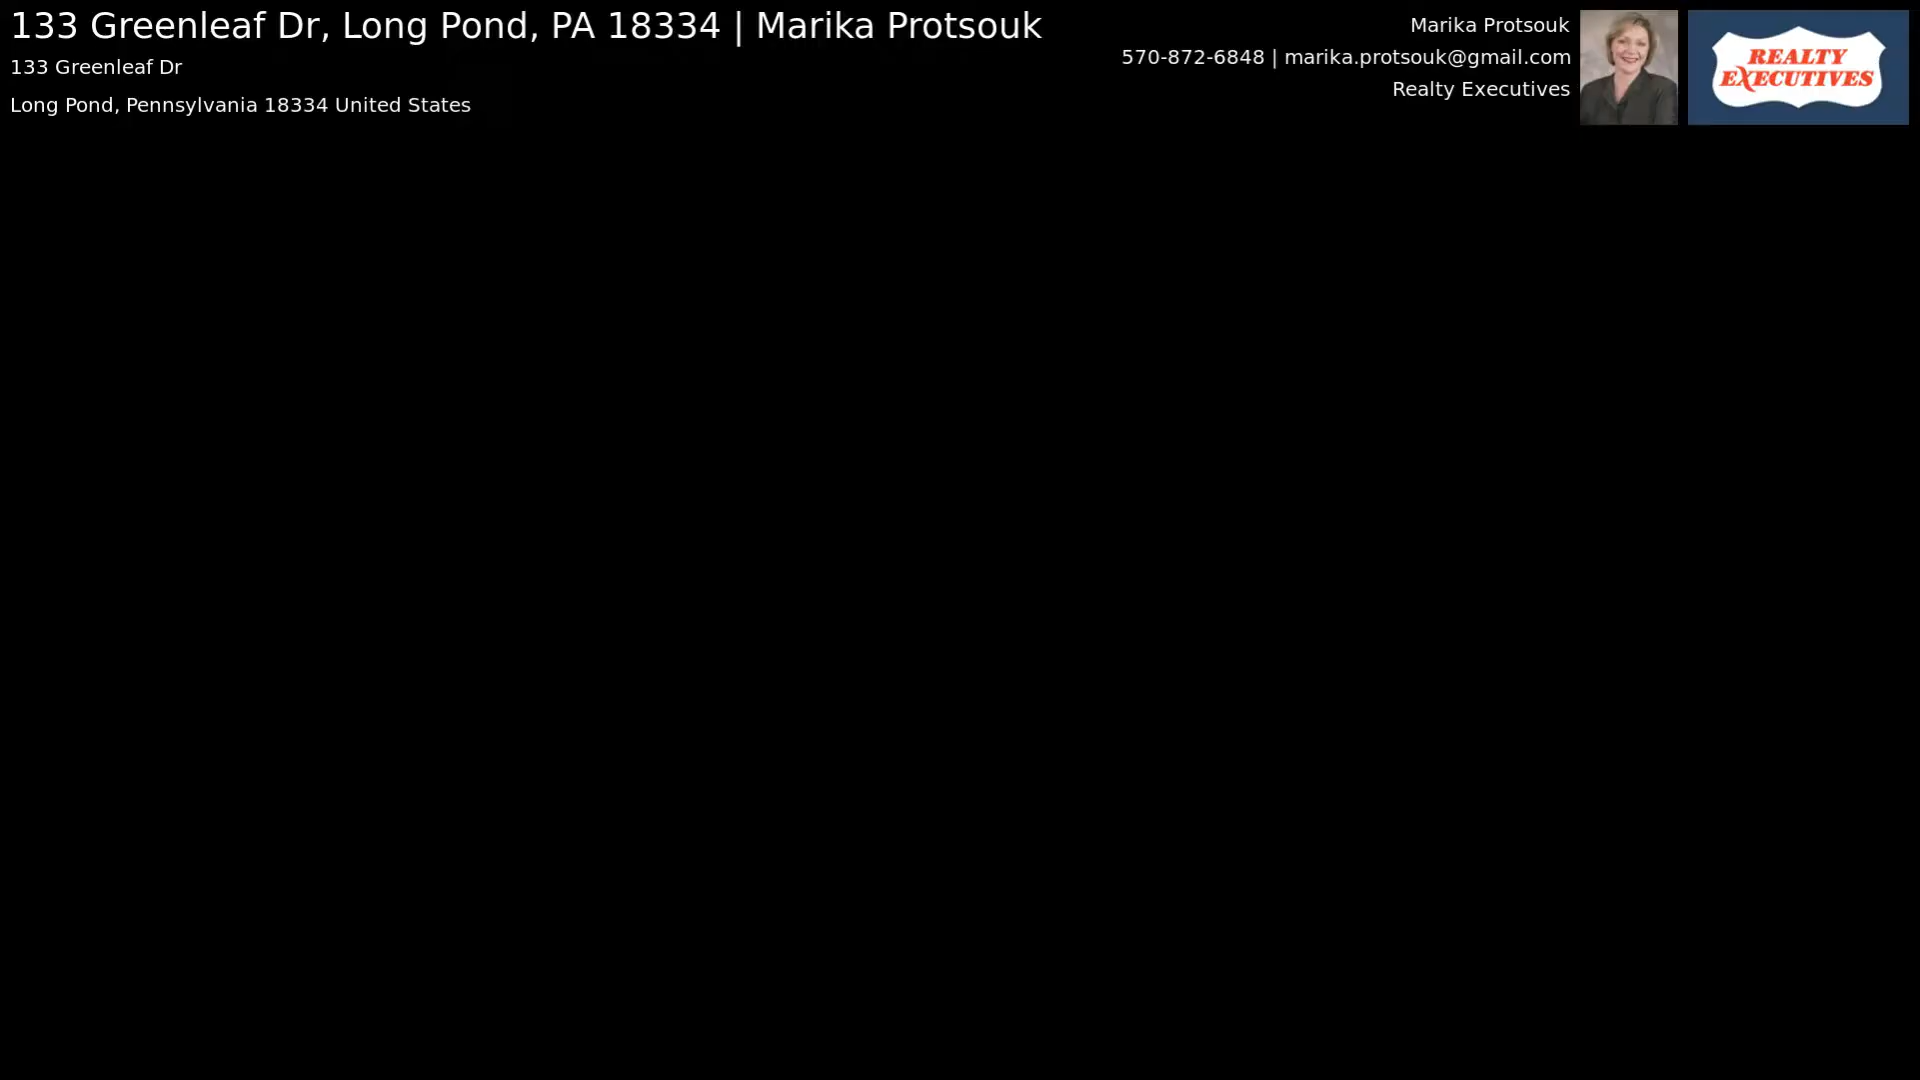 133 Greenleaf Dr, Long Pond, PA 18334 | Marika Protsouk
133 Greenleaf Dr
Long Pond, Pennsylvania 18334 United States
Marika Protsouk
570-872-6848 | marika.protsouk@gmail.com
Realty Executives
REALTY
EXECUTIVES